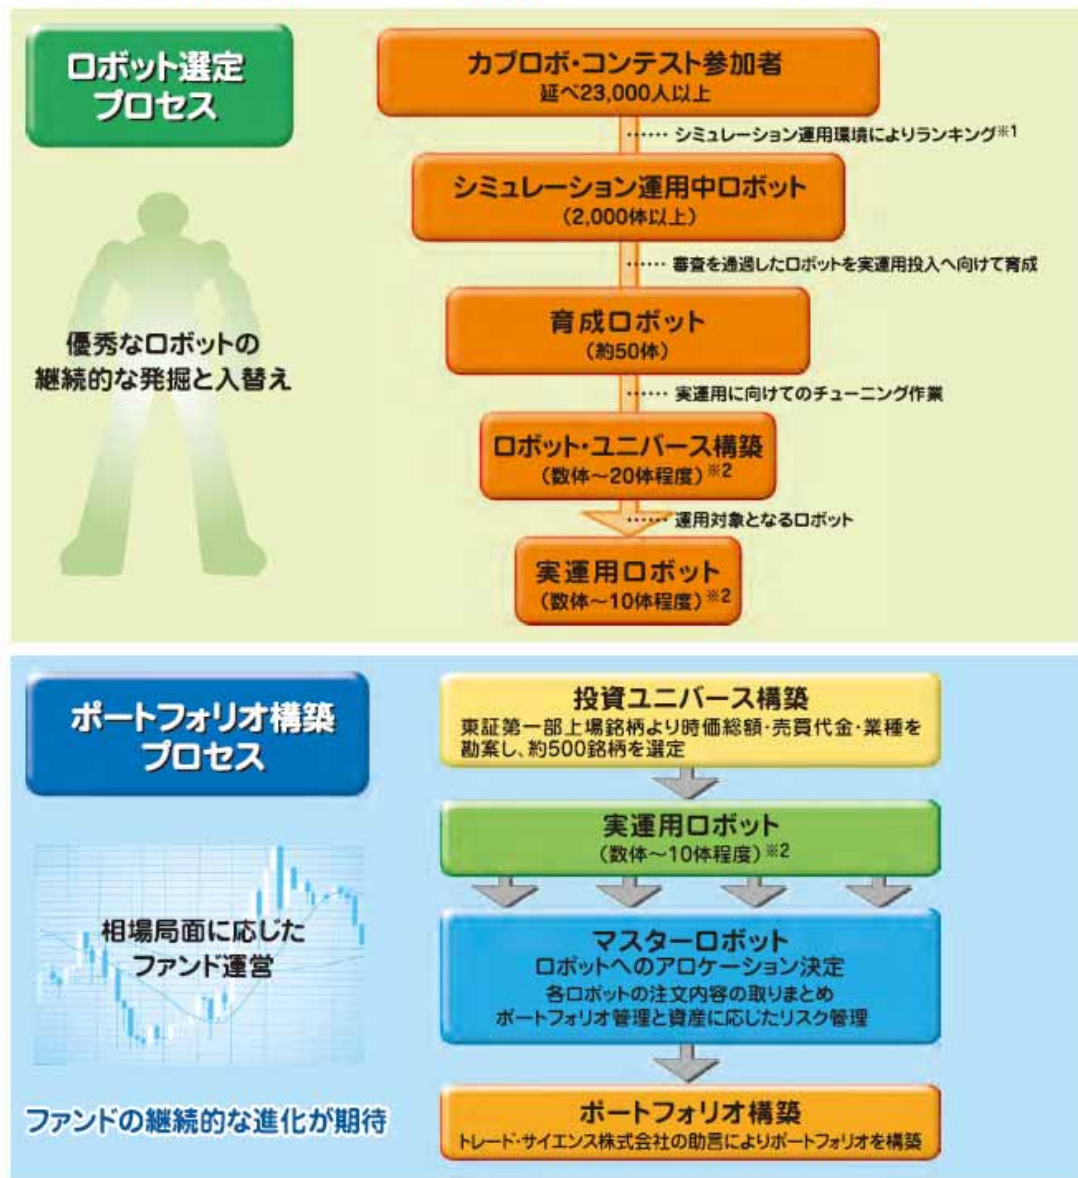 ロボット選定
プロセス
カブロボ・コンテスト参加者
延べ23,000人以上
…… シミュレーション運用環境によりランキング※1
シミュレーション運用中ロボット
（2,000体以上）
…… 審査を通過したロボットを実運用投入へ向けて育成
優秀なロボットの
継続的な発掘と入替え
育成ロボット
（約50体）
…… 実運用に向けてのチューニング作業
ロボット・ユニバース構築
（数体～20体程度）※2
…… 運用対象となるロボット
実運用ロボット
（数体～10体程度）※2
ポートフォリオ構築
プロセス
投資ユニバース構築
東証第一部上場銘柄より時価総額・売買代金・業種を
勘案し、約500銘柄を選定
実運用ロボット
（数体～10体程度）※2
相場局面に応じた
ファンド運営
マスターロボット
ロボットへのアロケーション決定
各ロボットの注文内容の取りまとめ
ポートフォリオ管理と資産に応じたリスク管理
ファンドの継続的な進化が期待
ポートフォリオ構築
トレード・サイエンス株式会社の助言によりポートフォリオを構築